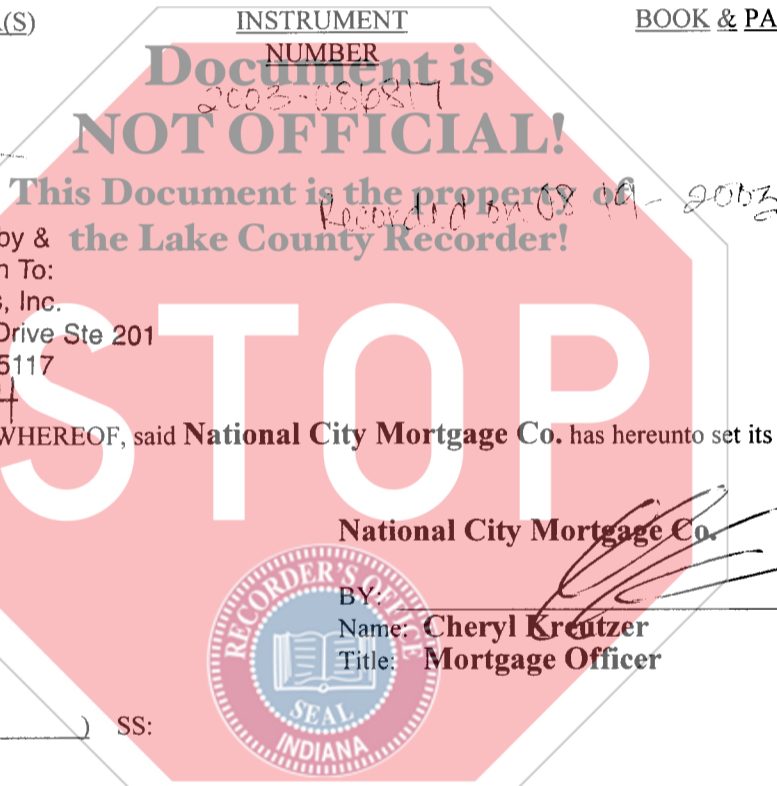 (S) INSTRUMENT BOOK & PA
NUMBER
Document is
2003-086817
NOT OFFICIAL!
This Document is the property of
Recorded on 08 19 - 2003
by & the Lake County Recorder!
n To:
s, Inc.
Drive Ste 201
5117
STOP
WHEREOF, said National City Mortgage Co. has hereunto set its
National City Mortgage Co.
BY:
Name: Cheryl Kreutzer
Title: Mortgage Officer
RECORDER'S OFFICE
SEAL
INDIANA
) SS: